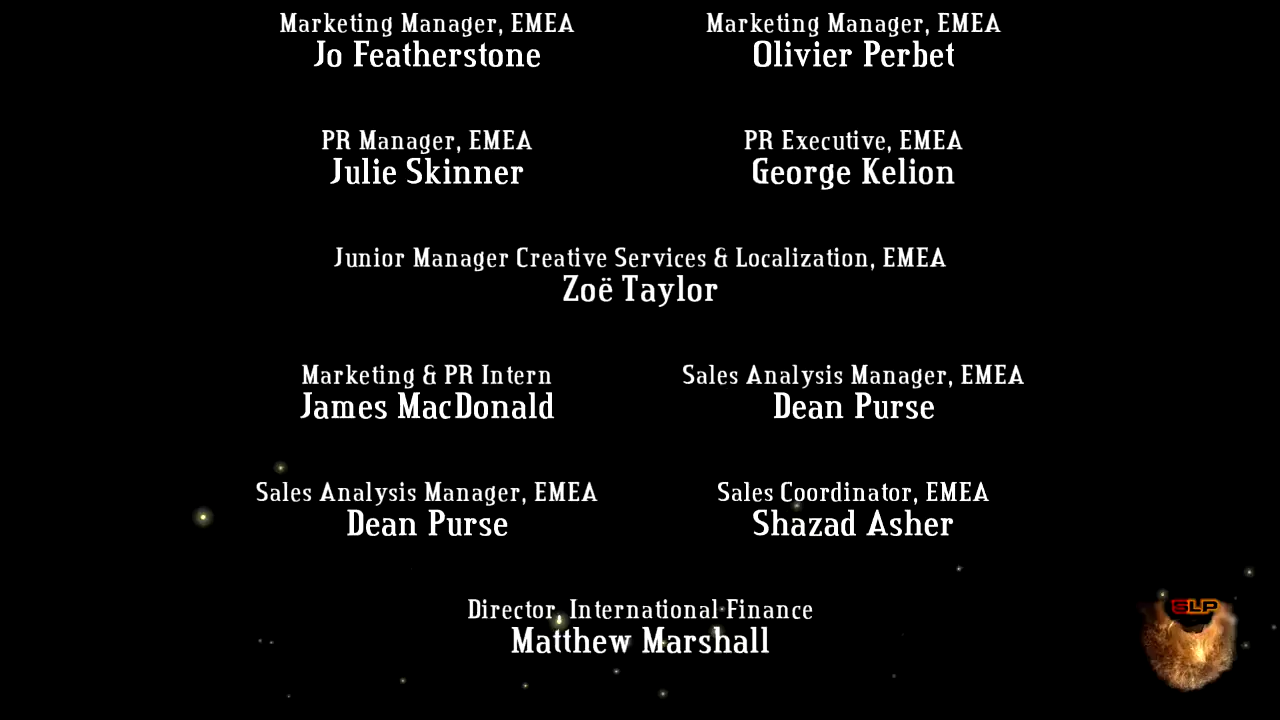 Marketing Manager, EMEA
Jo Featherstone
Marketing Manager, EMEA
Olivier Perbet
PR Manager, EMEA
Julie Skinner
PR Executive, EMEA
George Kelion
Junior Manager Creative Services & Localization, EMEA
Zoë Taylor
Marketing & PR Intern
James MacDonald
Sales Analysis Manager, EMEA
Dean Purse
Sales Analysis Manager, EMEA
Dean Purse
Sales Coordinator, EMEA
Shazad Asher
Director, International Finance
Matthew Marshall
SLP